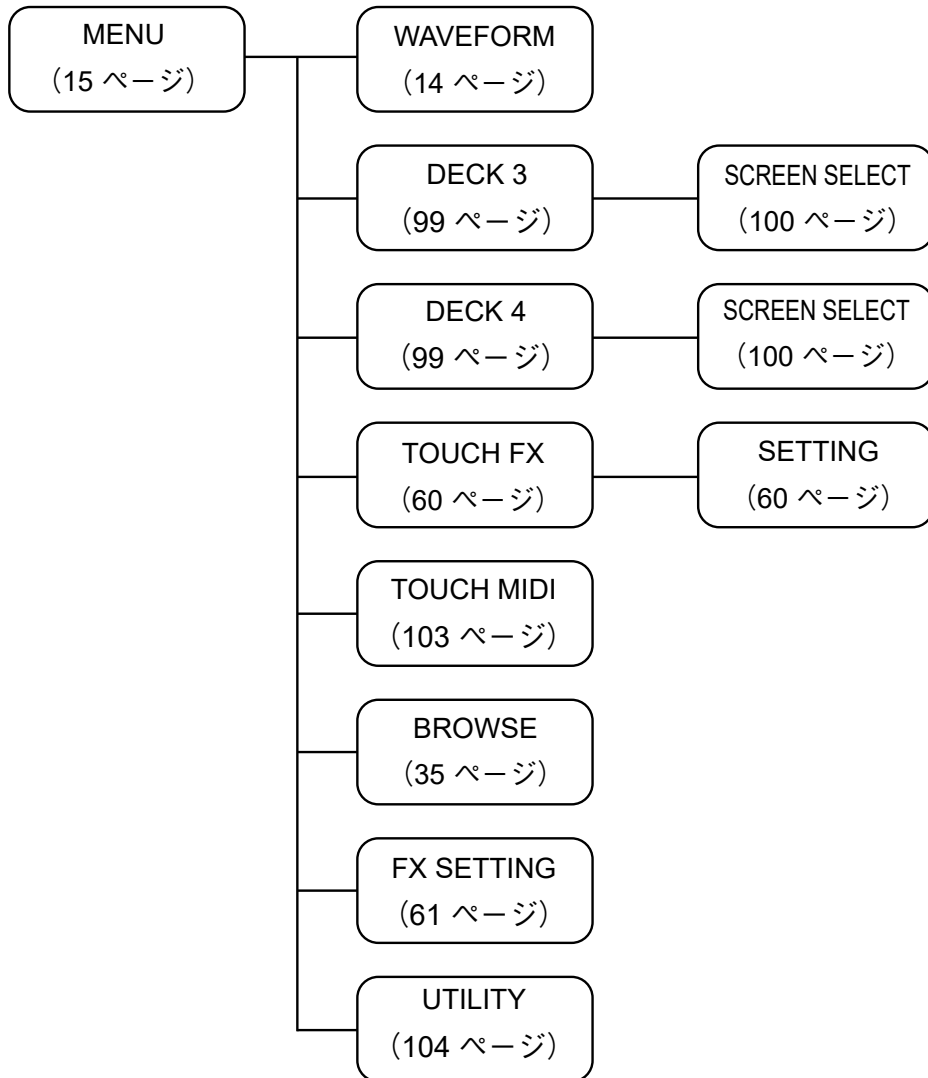 MENU
(15 ページ)
WAVEFORM
(14 ページ)
DECK 3
(99 ページ)
SCREEN SELECT
(100 ページ)
DECK 4
(99 ページ)
SCREEN SELECT
(100 ページ)
TOUCH FX
(60 ページ)
SETTING
(60 ページ)
TOUCH MIDI
(103 ページ)
BROWSE
(35 ページ)
FX SETTING
(61 ページ)
UTILITY
(104 ページ)